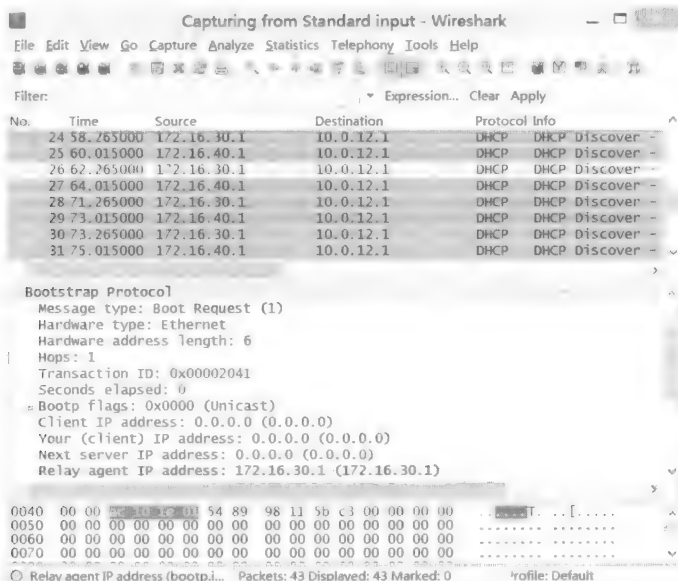 Capturing from Standard input - Wireshark
File Edit View Go Capture Analyze Statistics Telephony Tools Help
Filter: Expression... Clear Apply
No. Time Source Destination Protocol Info
24 58.265000 172.16.30.1 10.0.12.1 DHCP DHCP Discover -
25 60.015000 172.16.40.1 10.0.12.1 DHCP DHCP Discover -
26 62.265000 172.16.30.1 10.0.12.1 DHCP DHCP Discover -
27 64.015000 172.16.40.1 10.0.12.1 DHCP DHCP Discover -
28 71.265000 172.16.30.1 10.0.12.1 DHCP DHCP Discover -
29 73.015000 172.16.40.1 10.0.12.1 DHCP DHCP Discover -
30 73.265000 172.16.30.1 10.0.12.1 DHCP DHCP Discover -
31 75.015000 172.16.40.1 10.0.12.1 DHCP DHCP Discover -
Bootstrap Protocol
Message type: Boot Request (1)
Hardware type: Ethernet
Hardware address length: 6
Hops: 1
Transaction ID: 0x00002041
Seconds elapsed: 0
Bootp flags: 0x0000 (Unicast)
Client IP address: 0.0.0.0 (0.0.0.0)
Your (client) IP address: 0.0.0.0 (0.0.0.0)
Next server IP address: 0.0.0.0 (0.0.0.0)
Relay agent IP address: 172.16.30.1 (172.16.30.1)
0040 00 00 ac 10 1e 01 54 89 98 11 5b c3 00 00 00 00 ......T. ..[.....
0050 00 00 00 00 00 00 00 00 00 00 00 00 00 00 00 00 ........ ........
0060 00 00 00 00 00 00 00 00 00 00 00 00 00 00 00 00 ........ ........
0070 00 00 00 00 00 00 00 00 00 00 00 00 00 00 00 00 ........ ........
Relay agent IP address (bootp.i... Packets: 43 Displayed: 43 Marked: 0 rofile: Default